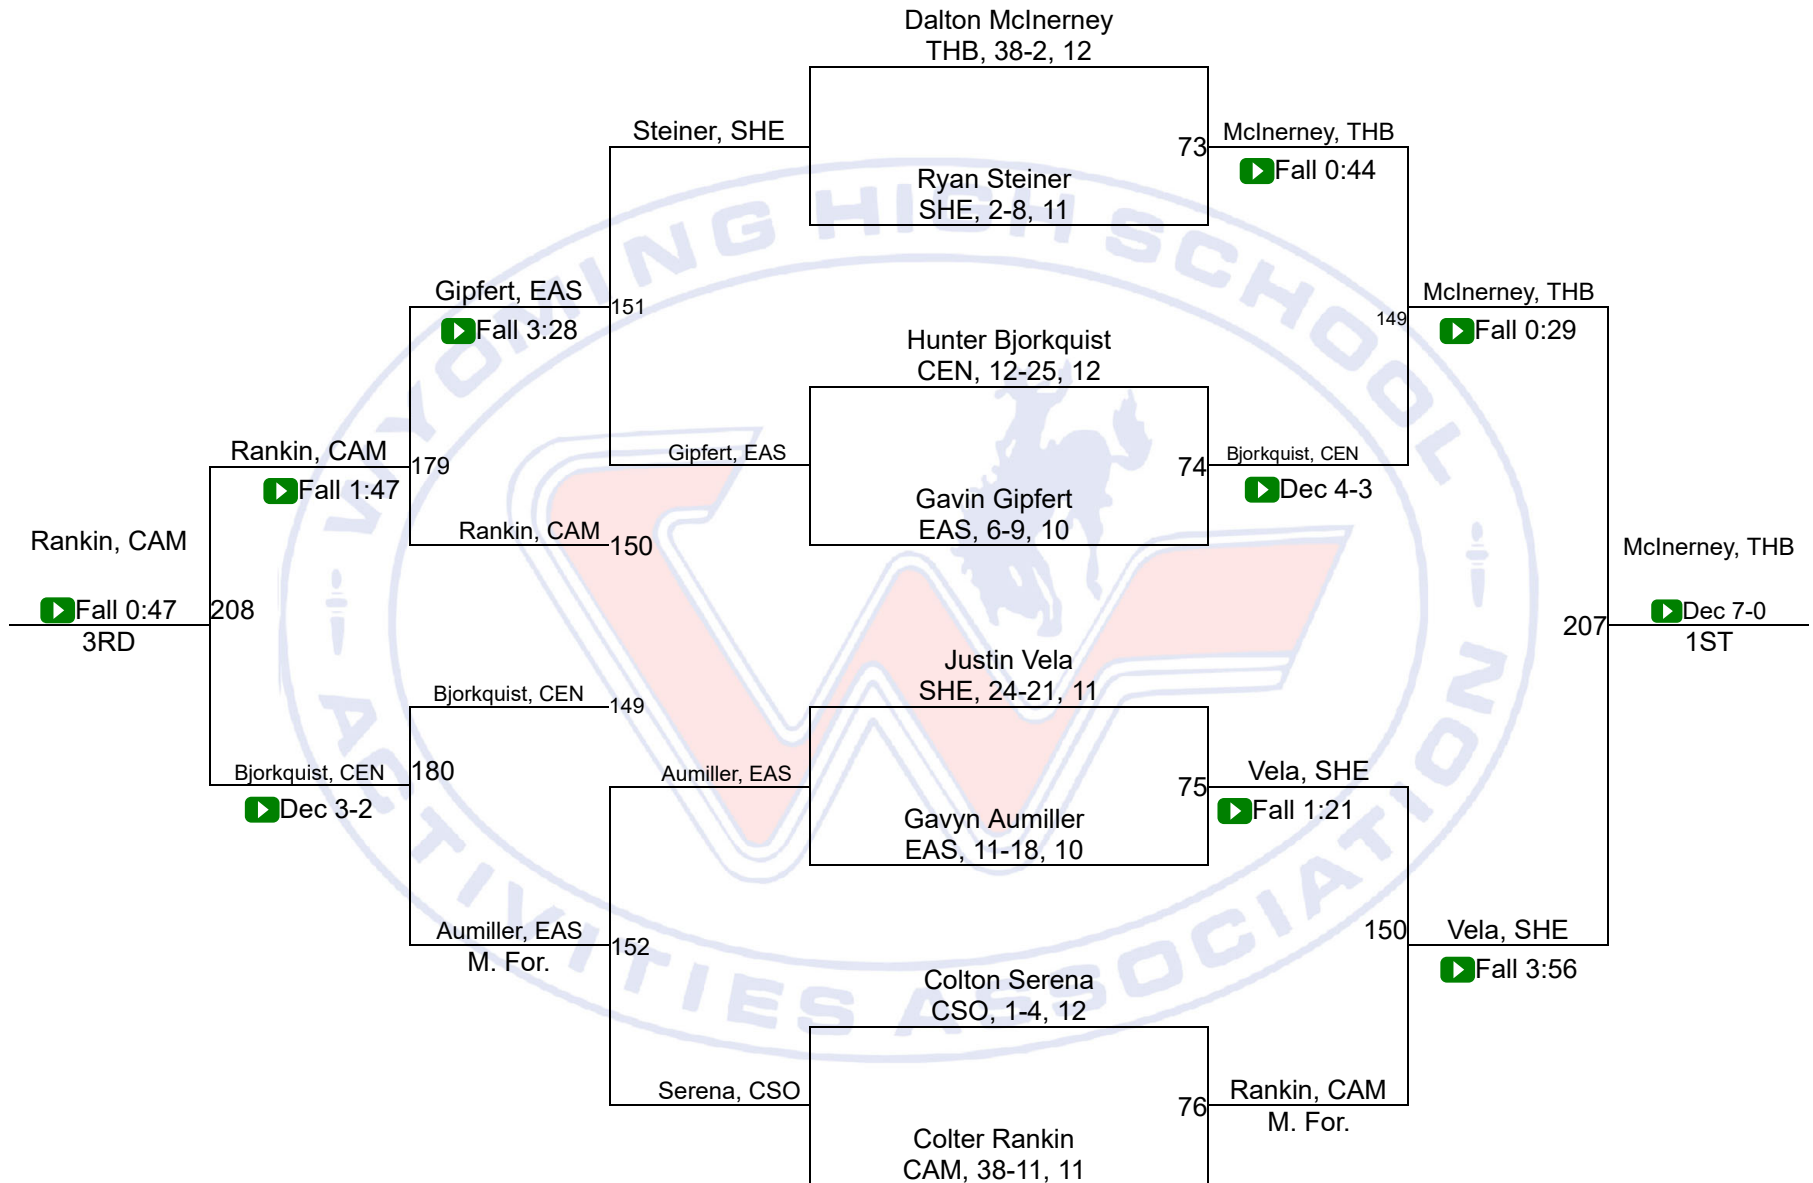 Dalton McInerney
THB, 38-2, 12
Steiner, SHE
73
McInerney, THB
Fall 0:44
Ryan Steiner
SHE, 2-8, 11
Gipfert, EAS
151
Fall 3:28
McInerney, THB
149
Fall 0:29
Hunter Bjorkquist
CEN, 12-25, 12
Rankin, CAM
179
Fall 1:47
Gipfert, EAS
74
Bjorkquist, CEN
Dec 4-3
Gavin Gipfert
EAS, 6-9, 10
Rankin, CAM
150
Rankin, CAM
Fall 0:47
208
3RD
McInerney, THB
207
Dec 7-0
1ST
Bjorkquist, CEN
149
Justin Vela
SHE, 24-21, 11
Bjorkquist, CEN
180
Dec 3-2
Aumiller, EAS
75
Vela, SHE
Fall 1:21
Gavyn Aumiller
EAS, 11-18, 10
Aumiller, EAS
152
M. For.
150
Vela, SHE
Fall 3:56
Colton Serena
CSO, 1-4, 12
Serena, CSO
76
Rankin, CAM
M. For.
Colter Rankin
CAM, 38-11, 11
WYOMING HIGH SCHOOL
ACTIVITIES ASSOCIATION